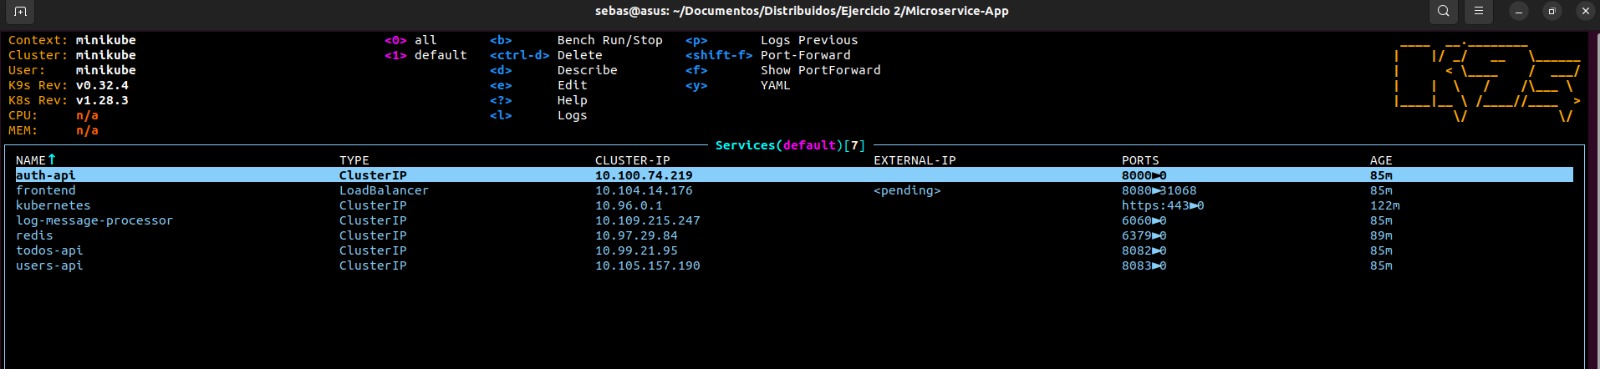 sebas@asus: ~/Documentos/Distribuidos/Ejercicio 2/Microservice-App
Context: minikube <0> all <b> Bench Run/Stop <p> Logs Previous
Cluster: minikube <1> default <ctrl-d> Delete <shift-f> Port-Forward
User: minikube <d> Describe <f> Show PortForward
K9s Rev: v0.32.4 <e> Edit <y> YAML
K8s Rev: v1.28.3 <?> Help
CPU: n/a <l> Logs
MEM: n/a
Services(default)[7]
NAME↑ TYPE CLUSTER-IP EXTERNAL-IP PORTS AGE
auth-api ClusterIP 10.100.74.219 8000►0 85m
frontend LoadBalancer 10.104.14.176 <pending> 8080►31068 85m
kubernetes ClusterIP 10.96.0.1 https:443►0 122m
log-message-processor ClusterIP 10.109.215.247 6060►0 85m
redis ClusterIP 10.97.29.84 6379►0 89m
todos-api ClusterIP 10.99.21.95 8082►0 85m
users-api ClusterIP 10.105.157.190 8083►0 85m